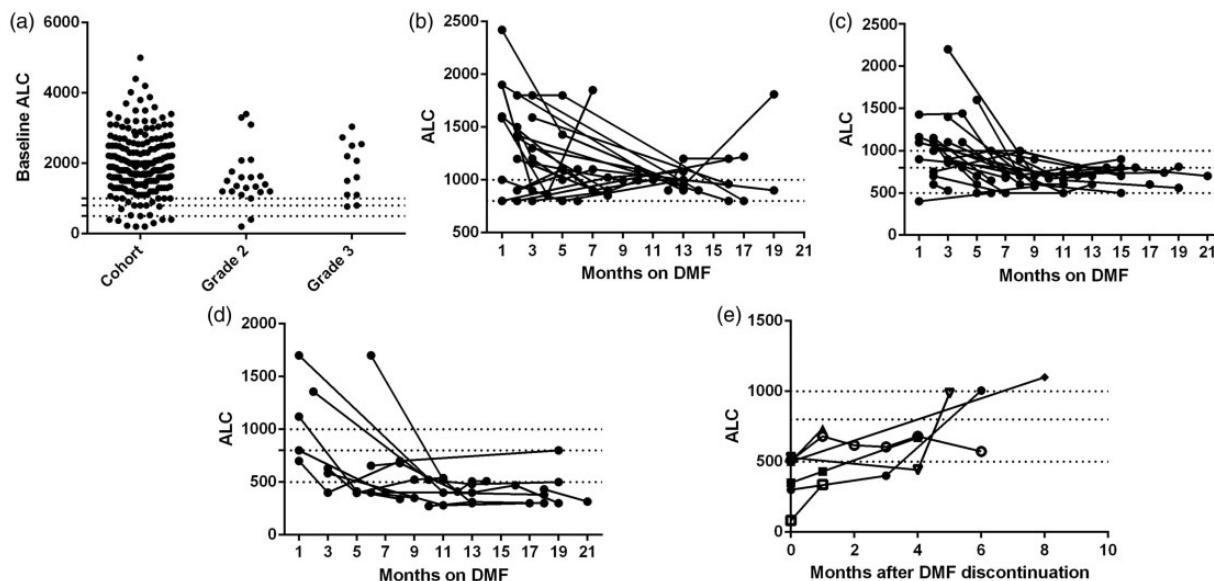 (a)
Baseline ALC
6000
4000
2000
0
Cohort
Grade 2
Grade 3
(b)
ALC
2500
2000
1500
1000
500
1 3 5 7 9 11 13 15 17 19 21
Months on DMF
(c)
ALC
2500
2000
1500
1000
500
0
1 3 5 7 9 11 13 15 17 19 21
Months on DMF
(d)
ALC
2000
1500
1000
500
0
1 3 5 7 9 11 13 15 17 19 21
Months on DMF
(e)
ALC
1500
1000
500
0
0 2 4 6 8 10
Months after DMF discontinuation